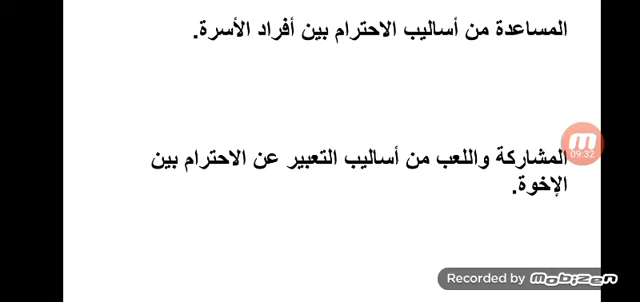 المساعدة من أساليب الاحترام بين أفراد الأسرة.
المشاركة واللعب من أساليب التعبير عن الاحترام بين
الإخوة.
09:32
Recorded by Mobizen